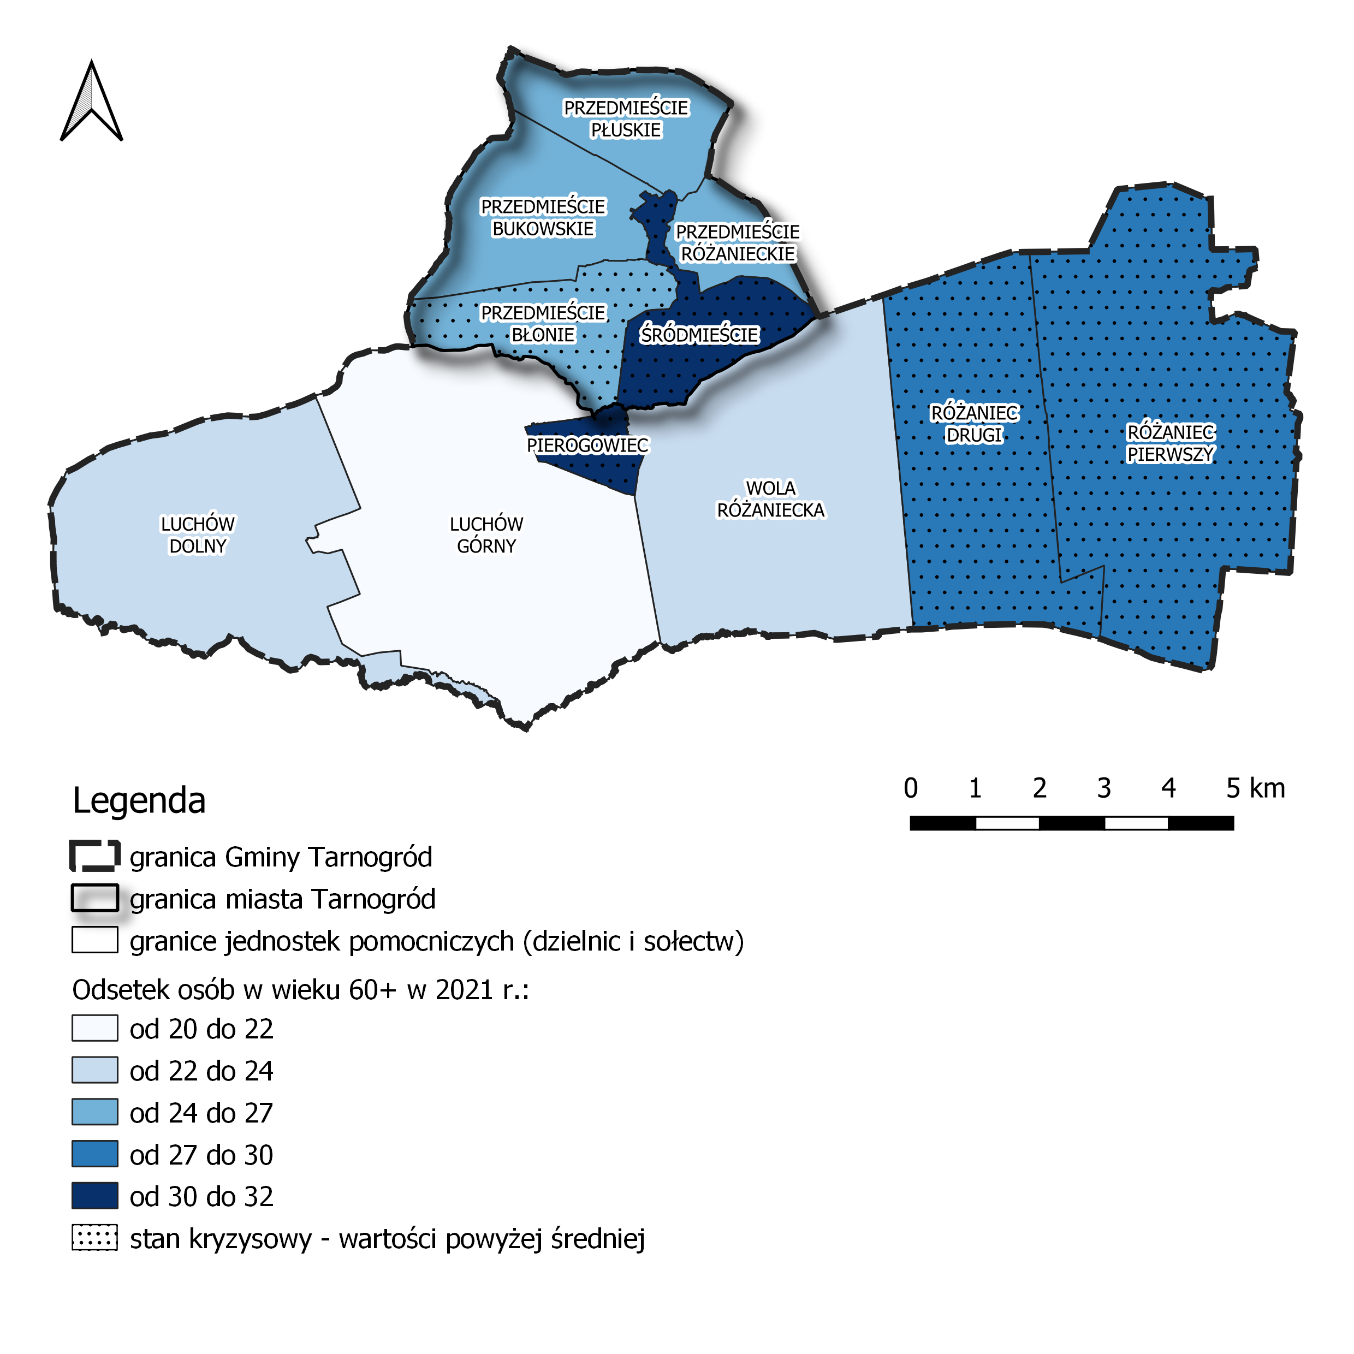 PRZEDMIEŚCIE
PŁUSKIE
PRZEDMIEŚCIE
BUKOWSKIE
PRZEDMIEŚCIE
RÓŻANIECKIE
PRZEDMIEŚCIE
BŁONIE
ŚRÓDMIEŚCIE
PIEROGOWIEC
RÓŻANIEC
DRUGI
RÓŻANIEC
PIERWSZY
WOLA
RÓŻANIECKA
LUCHÓW
DOLNY
LUCHÓW
GÓRNY
0 1 2 3 4 5 km
Legenda
granica Gminy Tarnogród
granica miasta Tarnogród
granice jednostek pomocniczych (dzielnic i sołectw)
Odsetek osób w wieku 60+ w 2021 r.:
od 20 do 22
od 22 do 24
od 24 do 27
od 27 do 30
od 30 do 32
stan kryzysowy - wartości powyżej średniej